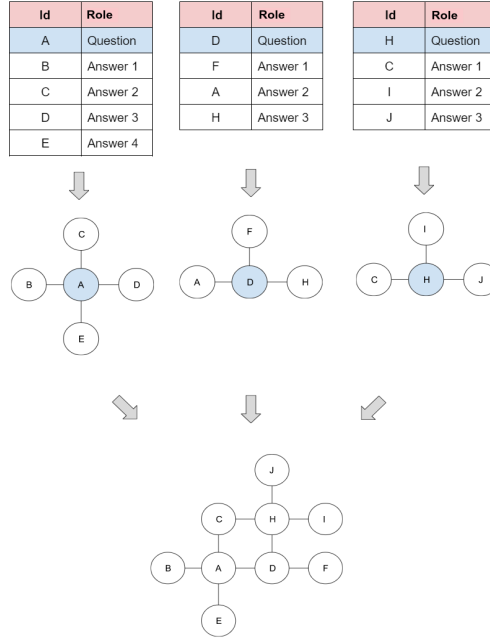 Id Role
A Question
B Answer 1
C Answer 2
D Answer 3
E Answer 4
Id Role
D Question
F Answer 1
A Answer 2
H Answer 3
Id Role
H Question
C Answer 1
I Answer 2
J Answer 3
C
B A D
E
F
A D H
I
C H J
J
C H I
B A D F
E